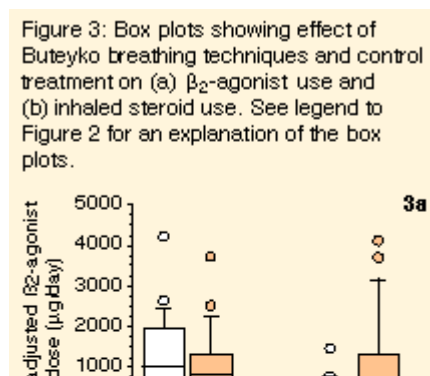 Figure 3: Box plots showing effect of
Buteyko breathing techniques and control
treatment on (a) β₂-agonist use and
(b) inhaled steroid use. See legend to
Figure 2 for an explanation of the box
plots.
3a
adjusted ß2-agonist
dose (µg/day)
5000
4000
3000
2000
1000